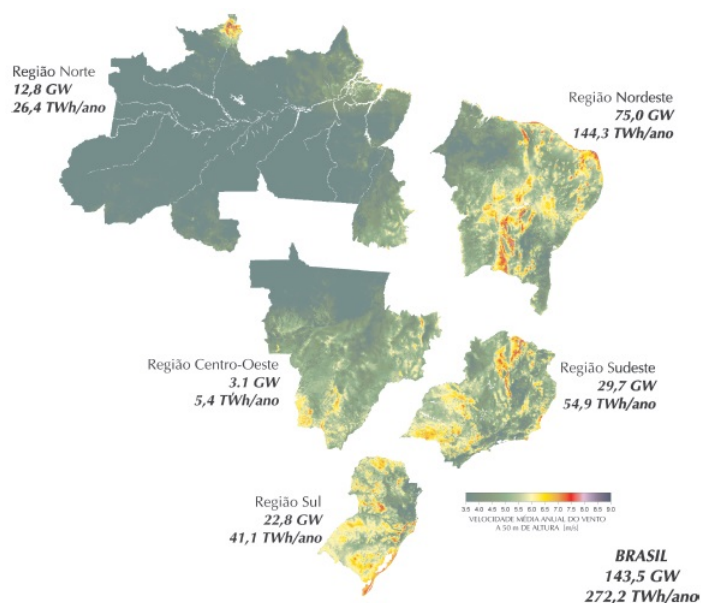 Região Norte
12,8 GW
26,4 TWh/ano
Região Nordeste
75,0 GW
144,3 TWh/ano
Região Centro-Oeste
3.1 GW
5,4 TWh/ano
Região Sudeste
29,7 GW
54,9 TWh/ano
Região Sul
22,8 GW
41,1 TWh/ano
3.5 4.0 4.5 5.0 5.5 6.0 6.5 7.0 7.5 8.0 8.5 9.0
VELOCIDADE MÉDIA ANUAL DO VENTO
A 50 m DE ALTURA [m/s]
BRASIL
143,5 GW
272,2 TWh/ano